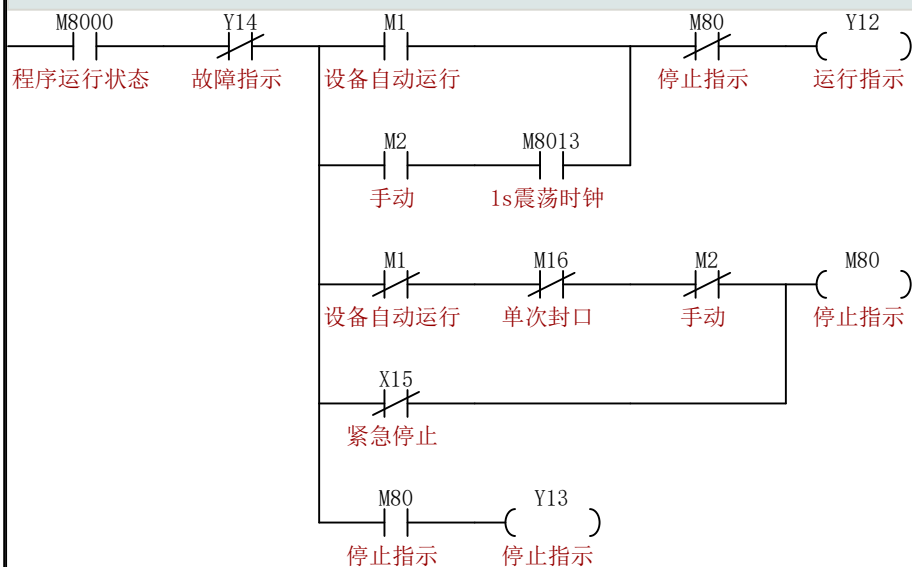 M8000 Y14 M1 M80 Y12
程序运行状态 故障指示 设备自动运行 停止指示 运行指示
M2 M8013
手动 1s震荡时钟
M1 M16 M2 M80
设备自动运行 单次封口 手动 停止指示
X15
紧急停止
M80 Y13
停止指示 停止指示